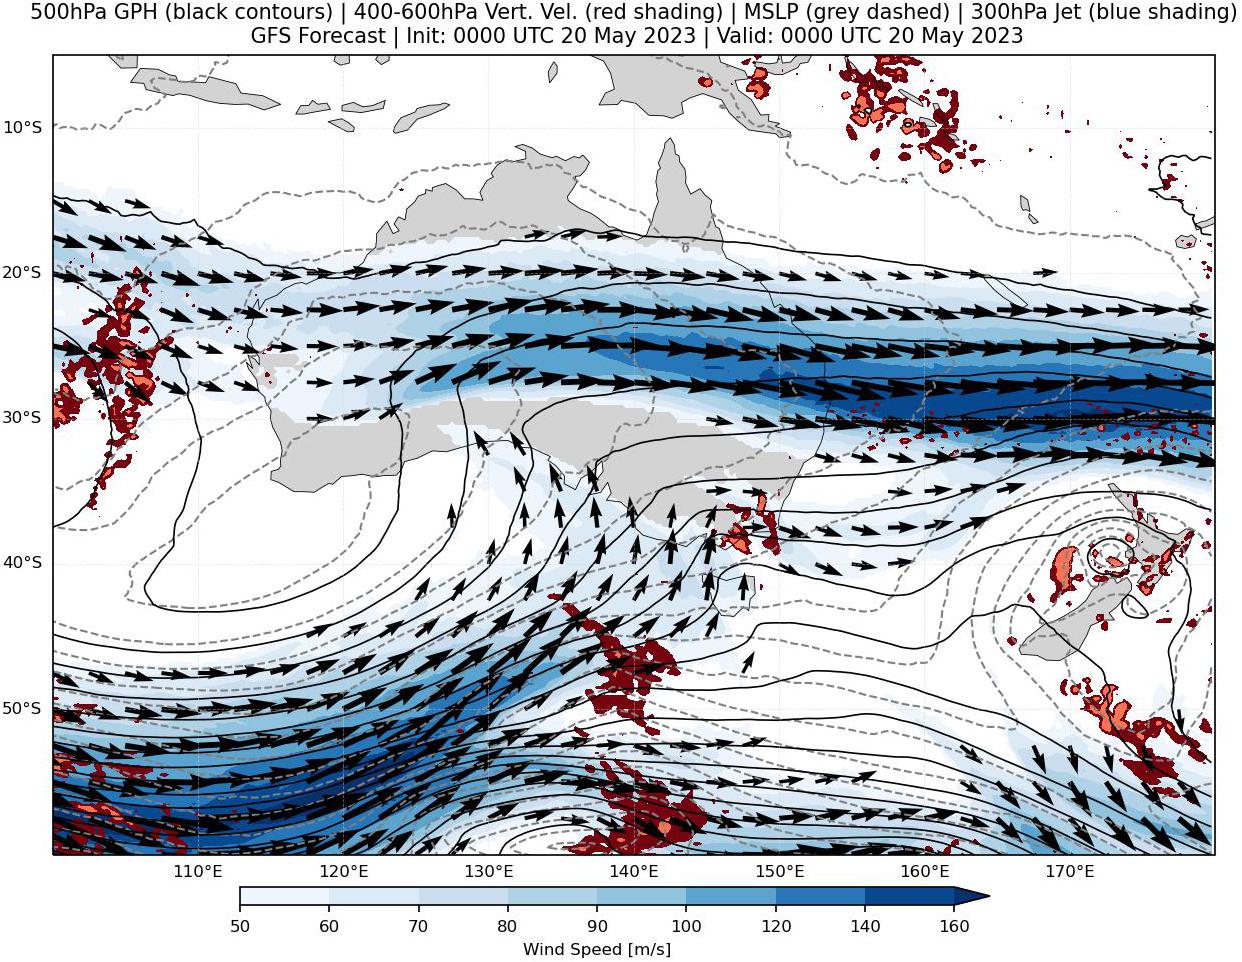 500hPa GPH (black contours) | 400-600hPa Vert. Vel. (red shading) | MSLP (grey dashed) | 300hPa Jet (blue shading)
GFS Forecast | Init: 0000 UTC 20 May 2023 | Valid: 0000 UTC 20 May 2023
10°S
20°S
30°S
40°S
50°S
110°E 120°E 130°E 140°E 150°E 160°E 170°E
50 60 70 80 90 100 120 140 160
Wind Speed [m/s]